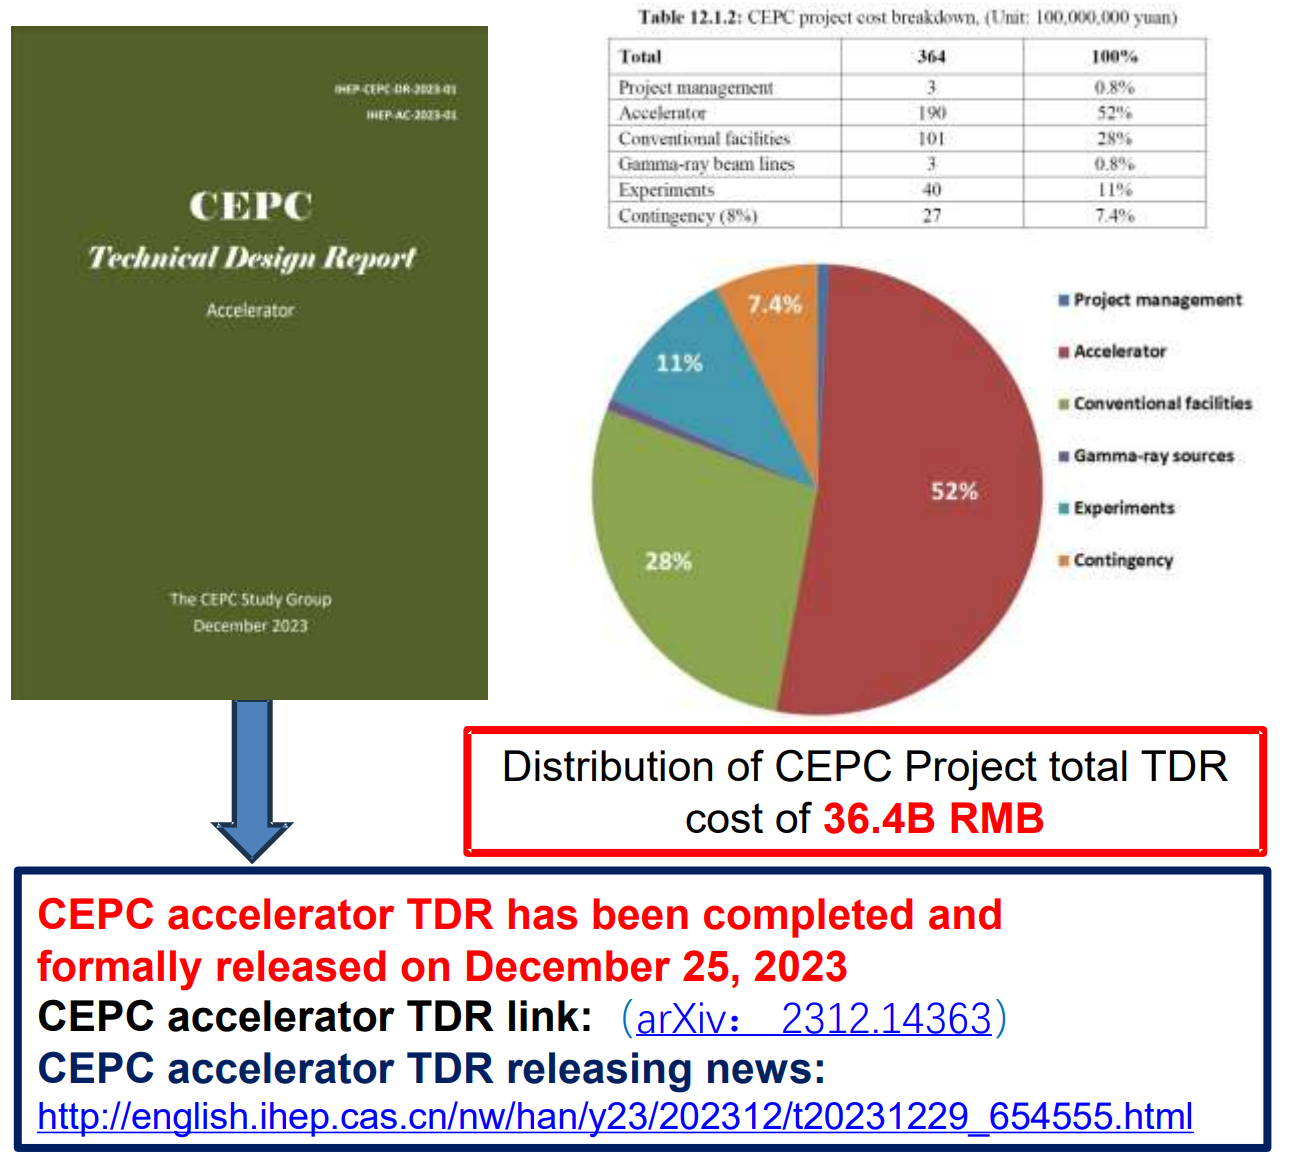 IHEP-CEPC-DR-2023-01
IHEP-AC-2023-01
CEPC
Technical Design Report
Accelerator
The CEPC Study Group
December 2023
Table 12.1.2: CEPC project cost breakdown, (Unit: 100,000,000 yuan)
Total 364 100%
Project management 3 0.8%
Accelerator 190 52%
Conventional facilities 101 28%
Gamma-ray beam lines 3 0.8%
Experiments 40 11%
Contingency (8%) 27 7.4%
7.4%
11%
52%
28%
Project management
Accelerator
Conventional facilities
Gamma-ray sources
Experiments
Contingency
Distribution of CEPC Project total TDR
cost of 36.4B RMB
CEPC accelerator TDR has been completed and
formally released on December 25, 2023
CEPC accelerator TDR link: (arXiv： 2312.14363)
CEPC accelerator TDR releasing news:
http://english.ihep.cas.cn/nw/han/y23/202312/t20231229_654555.html